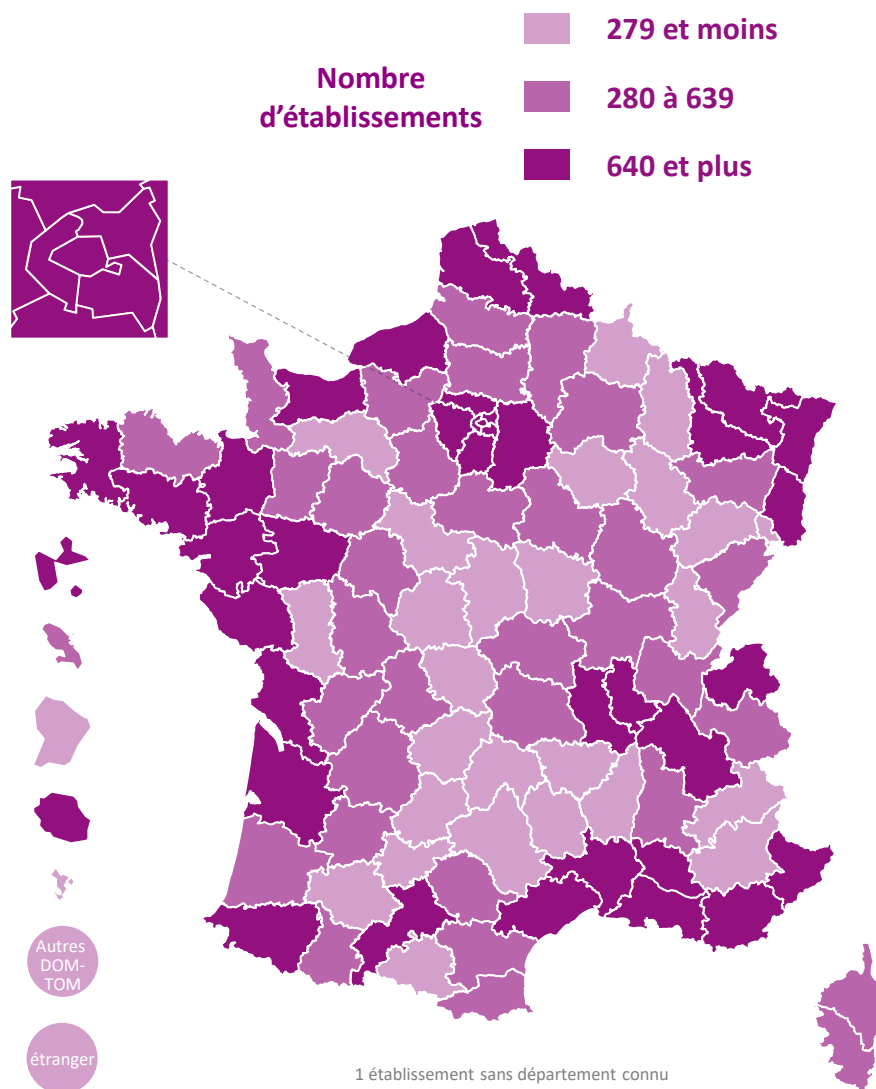 279 et moins
Nombre
d'établissements
280 à 639
640 et plus
Autres
DOM-
TOM
étranger
1 établissement sans département connu